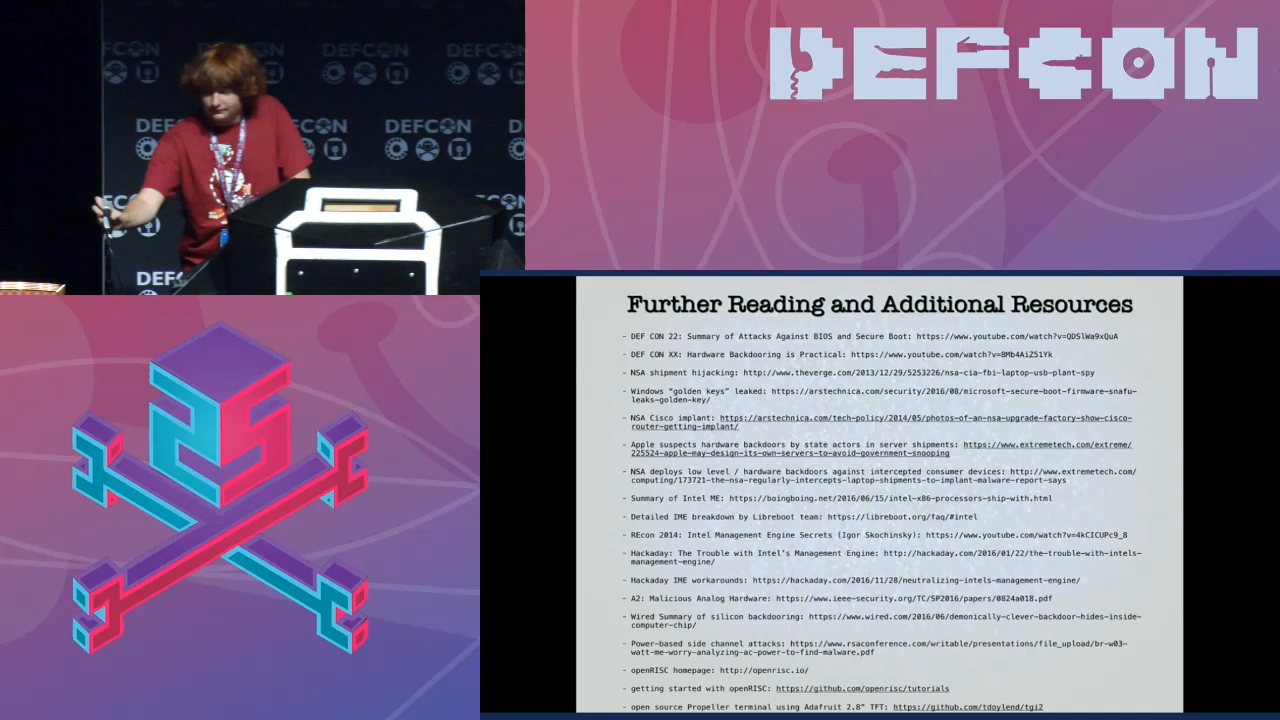 DEFCON
DEFCON
DEFCON
DEFCON
DEF
CON
DEFCON
D
DEF
DEFCON
Further Reading and Additional Resources
- DEF CON 22: Summary of Attacks Against BIOS and Secure Boot: https://www.youtube.com/watch?v=QDSlWa9xQuA
- DEF CON XX: Hardware Backdooring is Practical: https://www.youtube.com/watch?v=8Mb4AiZ51Yk
- NSA shipment hijacking: http://www.theverge.com/2013/12/29/5253226/nsa-cia-fbi-laptop-usb-plant-spy
- Windows "golden keys" leaked: https://arstechnica.com/security/2016/08/microsoft-secure-boot-firmware-snafu-
leaks-golden-key/
- NSA Cisco implant: https://arstechnica.com/tech-policy/2014/05/photos-of-an-nsa-upgrade-factory-show-cisco-
router-getting-implant/
- Apple suspects hardware backdoors by state actors in server shipments: https://www.extremetech.com/extreme/
225524-apple-may-design-its-own-servers-to-avoid-government-snooping
- NSA deploys low level / hardware backdoors against intercepted consumer devices: http://www.extremetech.com/
computing/173721-the-nsa-regularly-intercepts-laptop-shipments-to-implant-malware-report-says
- Summary of Intel ME: https://boingboing.net/2016/06/15/intel-x86-processors-ship-with.html
- Detailed IME breakdown by Libreboot team: https://libreboot.org/faq/#intel
- REcon 2014: Intel Management Engine Secrets (Igor Skochinsky): https://www.youtube.com/watch?v=4kCICUPc9_8
- Hackaday: The Trouble with Intel's Management Engine: http://hackaday.com/2016/01/22/the-trouble-with-intels-
management-engine/
- Hackaday IME workarounds: https://hackaday.com/2016/11/28/neutralizing-intels-management-engine/
- A2: Malicious Analog Hardware: https://www.ieee-security.org/TC/SP2016/papers/0824a018.pdf
- Wired Summary of silicon backdooring: https://www.wired.com/2016/06/demonically-clever-backdoor-hides-inside-
computer-chip/
- Power-based side channel attacks: https://www.rsaconference.com/writable/presentations/file_upload/br-w03-
watt-me-worry-analyzing-ac-power-to-find-malware.pdf
- openRISC homepage: http://openrisc.io/
- getting started with openRISC: https://github.com/openrisc/tutorials
- open source Propeller terminal using Adafruit 2.8" TFT: https://github.com/tdoylend/tgi2